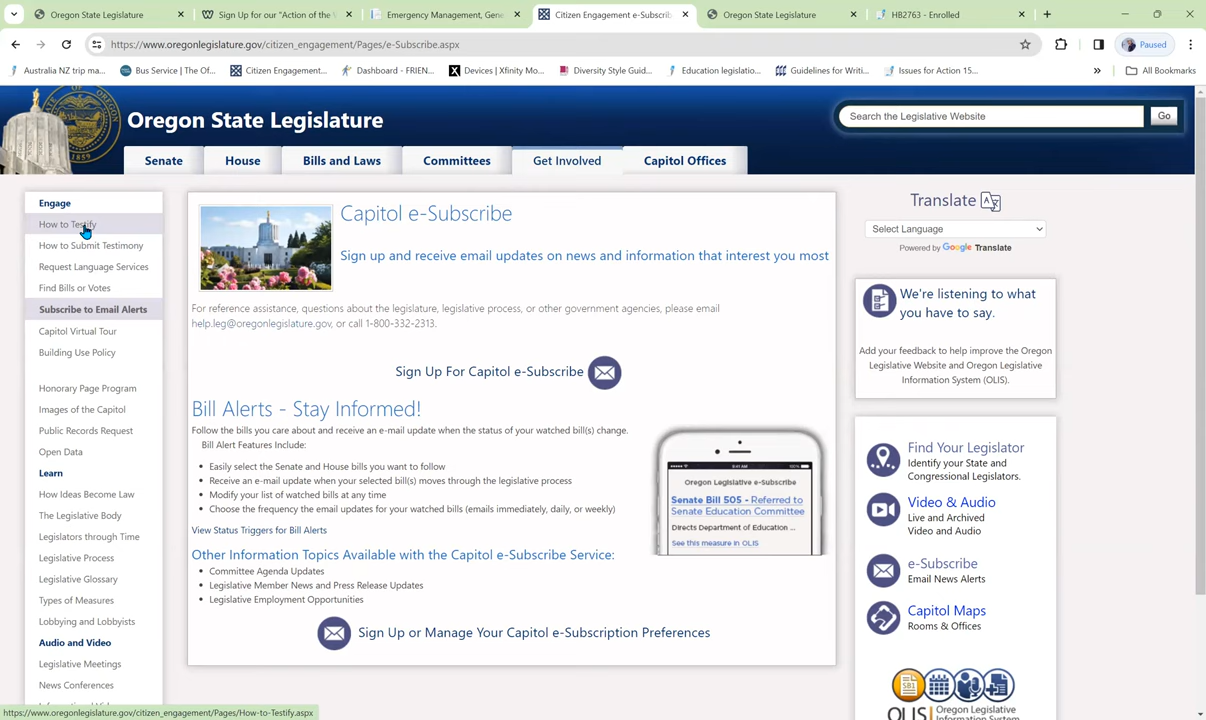 Oregon State Legislature
Sign Up for our "Action of the
Emergency Management, Gene
Citizen Engagement e-Subscrib
Oregon State Legislature
HB2763 - Enrolled
https://www.oregonlegislature.gov/citizen_engagement/Pages/e-Subscribe.aspx
Paused
Australia NZ trip ma...
Bus Service | The Of...
Citizen Engagement...
Dashboard - FRIEN...
Devices | Xfinity Mo...
Diversity Style Guid...
Education legislatio...
Guidelines for Writi...
Issues for Action 15...
All Bookmarks
Oregon State Legislature
Search the Legislative Website
Go
Senate
House
Bills and Laws
Committees
Get Involved
Capitol Offices
Engage
How to Testify
How to Submit Testimony
Request Language Services
Find Bills or Votes
Subscribe to Email Alerts
Capitol Virtual Tour
Building Use Policy
Honorary Page Program
Images of the Capitol
Public Records Request
Open Data
Learn
How Ideas Become Law
The Legislative Body
Legislators through Time
Legislative Process
Legislative Glossary
Types of Measures
Lobbying and Lobbyists
Audio and Video
Legislative Meetings
News Conferences
Capitol e-Subscribe
Sign up and receive email updates on news and information that interest you most
For reference assistance, questions about the legislature, legislative process, or other government agencies, please email
help.leg@oregonlegislature.gov, or call 1-800-332-2313.
Sign Up For Capitol e-Subscribe
Bill Alerts - Stay Informed!
Follow the bills you care about and receive an e-mail update when the status of your watched bill(s) change.
Bill Alert Features Include:
• Easily select the Senate and House bills you want to follow
• Receive an e-mail update when your selected bill(s) moves through the legislative process
• Modify your list of watched bills at any time
• Choose the frequency the email updates for your watched bills (emails immediately, daily, or weekly)
View Status Triggers for Bill Alerts
9:41 AM
100%
Oregon Legislative e-Subscribe
Senate Bill 505 - Referred to
Senate Education Committee
Directs Department of Education ...
See this measure in OLIS
Other Information Topics Available with the Capitol e-Subscribe Service:
• Committee Agenda Updates
• Legislative Member News and Press Release Updates
• Legislative Employment Opportunities
Sign Up or Manage Your Capitol e-Subscription Preferences
Translate
Select Language
Powered by Google Translate
We're listening to what
you have to say.
Add your feedback to help improve the Oregon
Legislative Website and Oregon Legislative
Information System (OLIS).
Find Your Legislator
Identify your State and
Congressional Legislators.
Video & Audio
Live and Archived
Video and Audio
e-Subscribe
Email News Alerts
Capitol Maps
Rooms & Offices
SB1
OLIS
Oregon Legislative
Information System
https://www.oregonlegislature.gov/citizen_engagement/Pages/How-to-Testify.aspx